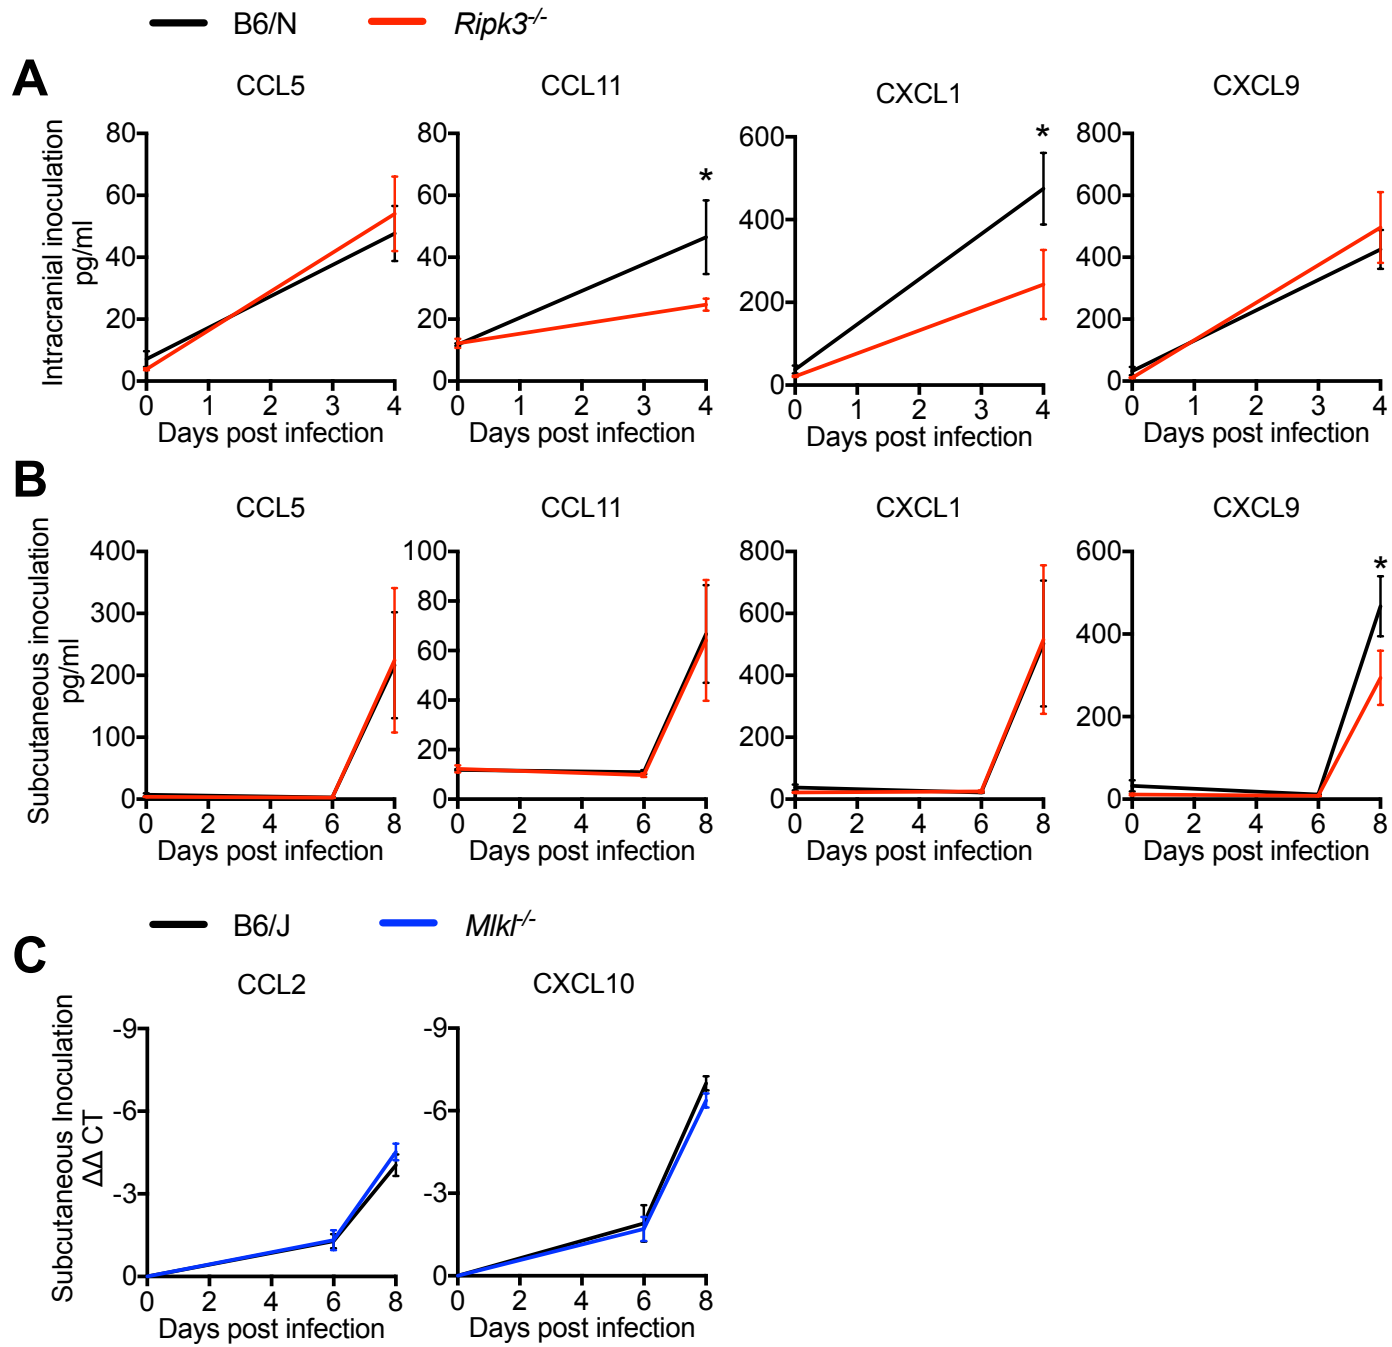 B6/N Ripk3-/-
A
CCL5 CCL11 CXCL1 CXCL9
Intracranial inoculation
pg/ml
80 60 40 20 0
0 1 2 3 4
Days post infection
80 60 40 20 0
*
0 1 2 3 4
Days post infection
600 400 200 0
*
0 1 2 3 4
Days post infection
800 600 400 200 0
0 1 2 3 4
Days post infection
B
CCL5 CCL11 CXCL1 CXCL9
Subcutaneous inoculation
pg/ml
400 300 200 100 0
0 2 4 6 8
Days post infection
100 80 60 40 20 0
0 2 4 6 8
Days post infection
800 600 400 200 0
0 2 4 6 8
Days post infection
600 400 200 0
*
0 2 4 6 8
Days post infection
B6/J Mlkl-/-
C
CCL2 CXCL10
Subcutaneous Inoculation
ΔΔ CT
-9 -6 -3 0
0 2 4 6 8
Days post infection
-9 -6 -3 0
0 2 4 6 8
Days post infection